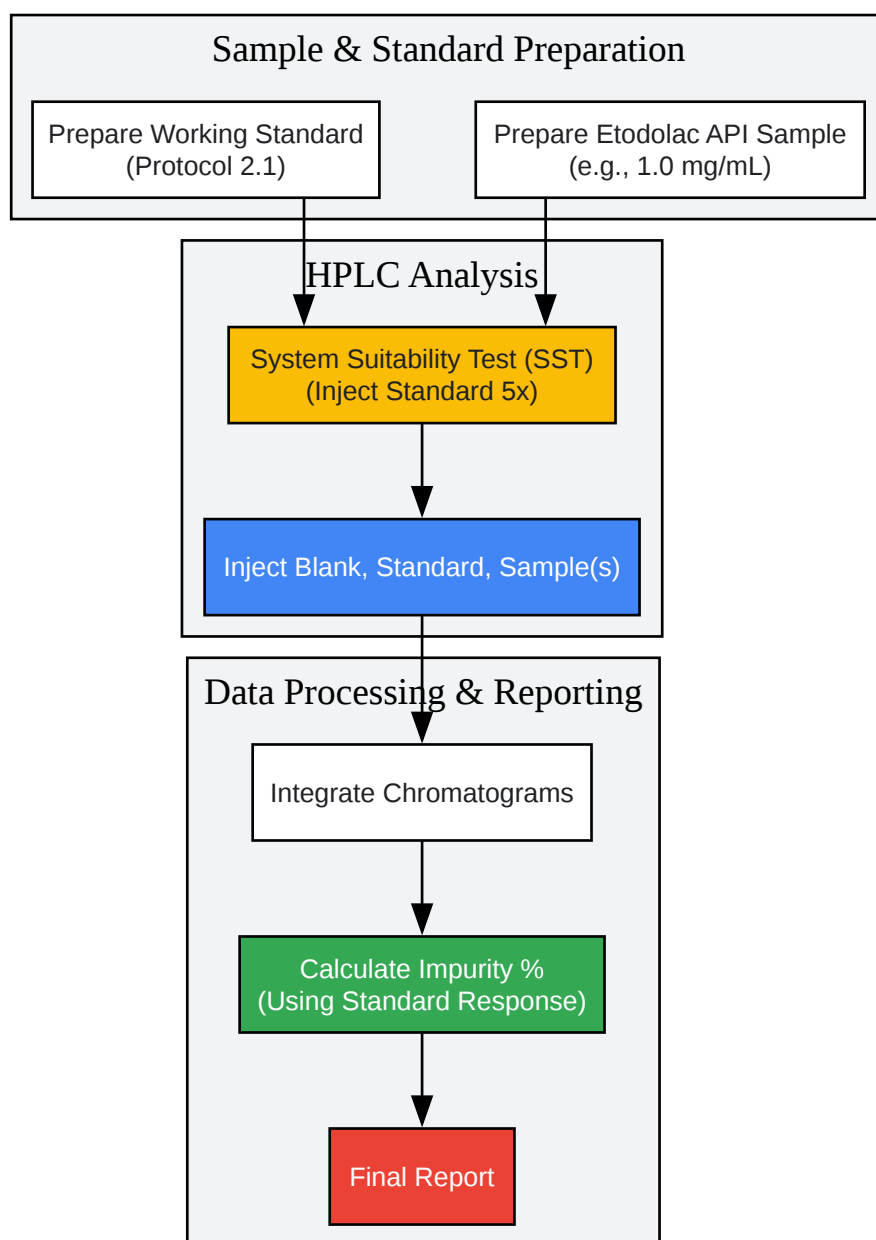 Sample & Standard Preparation
Prepare Working Standard
(Protocol 2.1)
Prepare Etodolac API Sample
(e.g., 1.0 mg/mL)
HPLC Analysis
System Suitability Test (SST)
(Inject Standard 5x)
Inject Blank, Standard, Sample(s)
Data Processing & Reporting
Integrate Chromatograms
Calculate Impurity %
(Using Standard Response)
Final Report